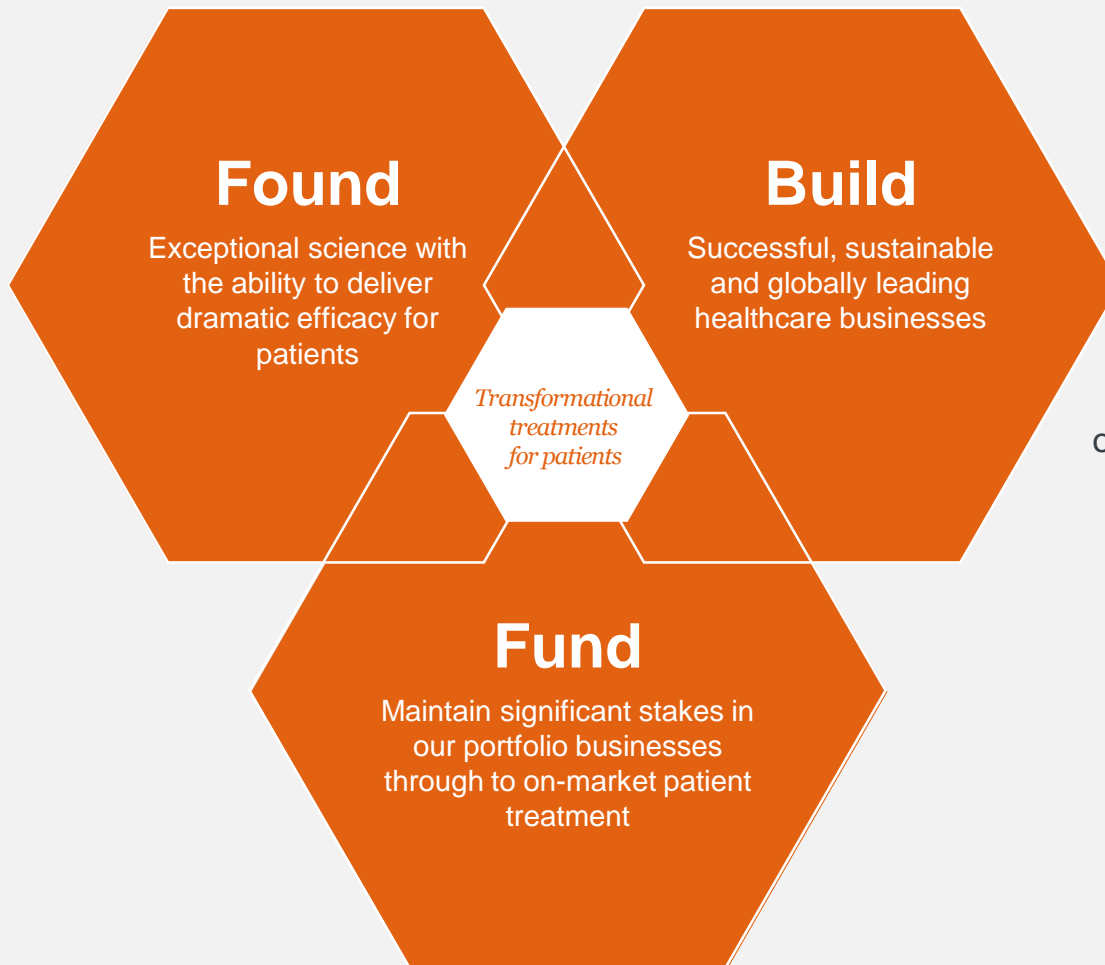 Found
Exceptional science with
the ability to deliver
dramatic efficacy for
patients
Build
Successful, sustainable
and globally leading
healthcare businesses
Transformational
treatments
for patients
Fund
Maintain significant stakes in
our portfolio businesses
through to on-market patient
treatment